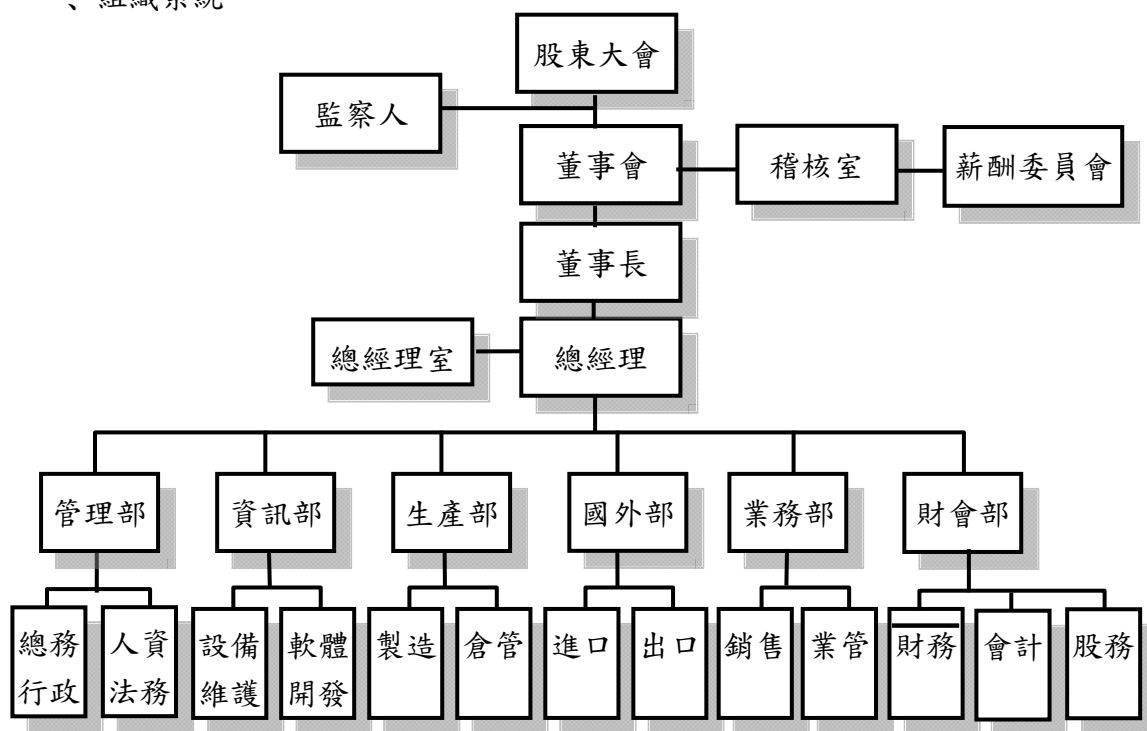 、組織系統
股東大會
監察人
董事會
稽核室
薪酬委員會
董事長
總經理室
總經理
管理部
資訊部
生產部
國外部
業務部
財會部
總務
行政
人資
法務
設備
維護
軟體
開發
製造
倉管
進口
出口
銷售
業管
財務
會計
股務